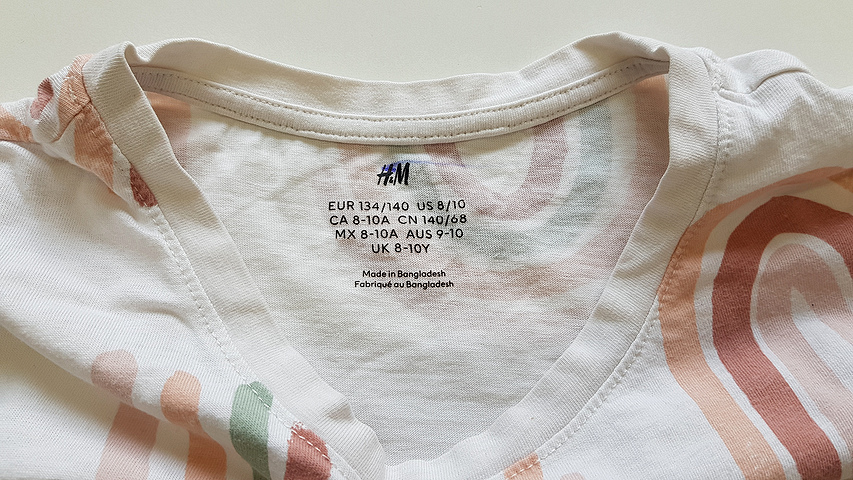 H&M
EUR 134/140 US 8/10
CA 8-10A CN 140/68
MX 8-10A AUS 9-10
UK 8-10Y
Made in Bangladesh
Fabriqué au Bangladesh